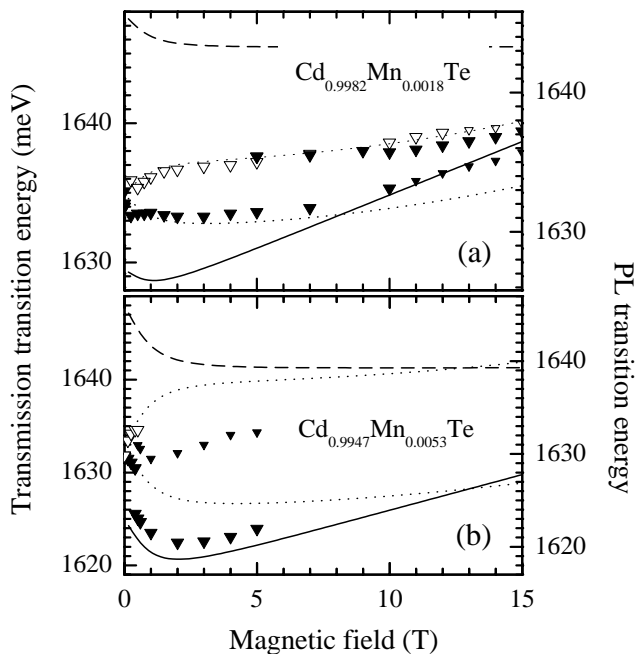 Transmission transition energy (meV)
PL transition energy
1640
1630
1640
1630
Cd0.9982Mn0.0018Te
(a)
1640
1630
1620
1640
1630
1620
Cd0.9947Mn0.0053Te
(b)
0
5
10
15
Magnetic field (T)